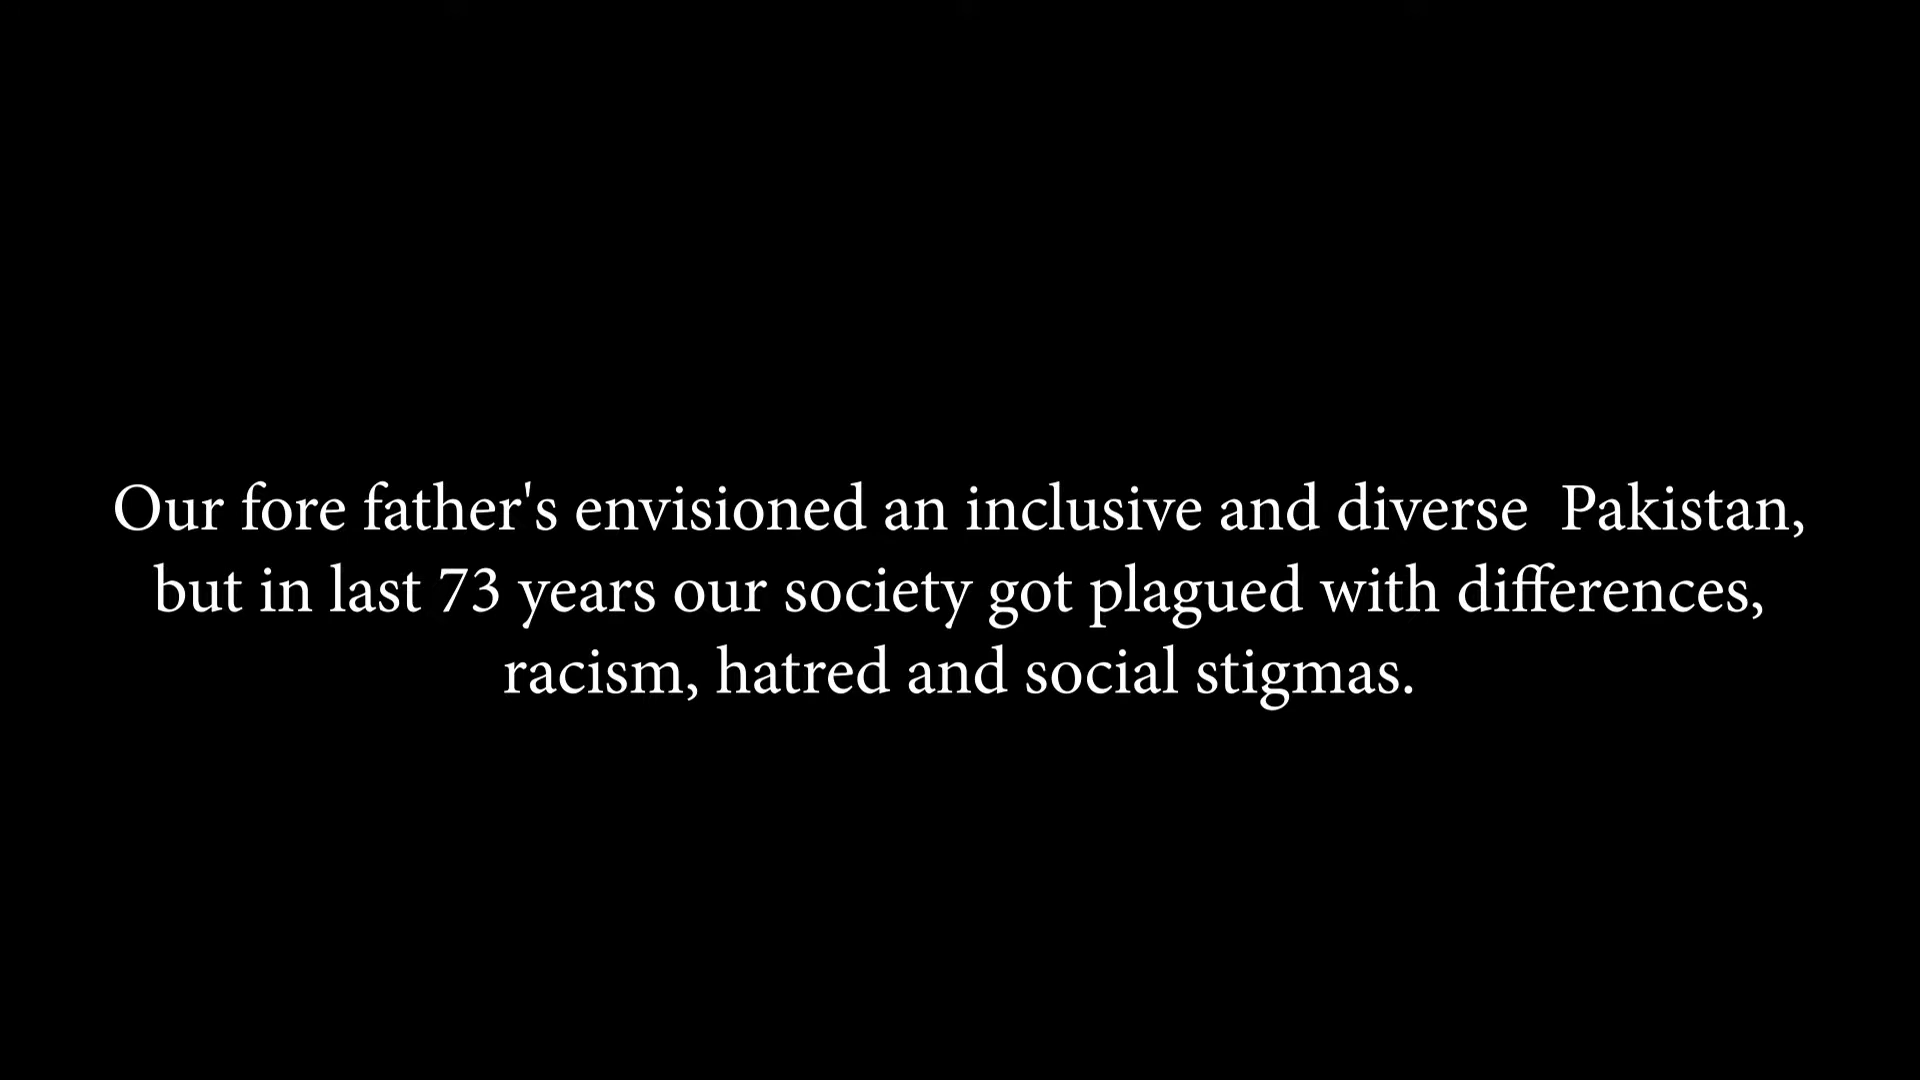 Our fore father's envisioned an inclusive and diverse  Pakistan,
but in last 73 years our society got plagued with differences,
racism, hatred and social stigmas.